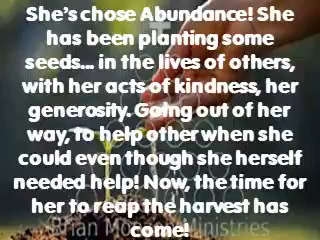 She's chose Abundance! She
has been planting some
seeds... in the lives of others,
with her acts of kindness, her
generosity. Going out of her
way, to help other when she
could even though she herself
needed help! Now, the time for
her to reap the harvest has
come!
Brian Ministries